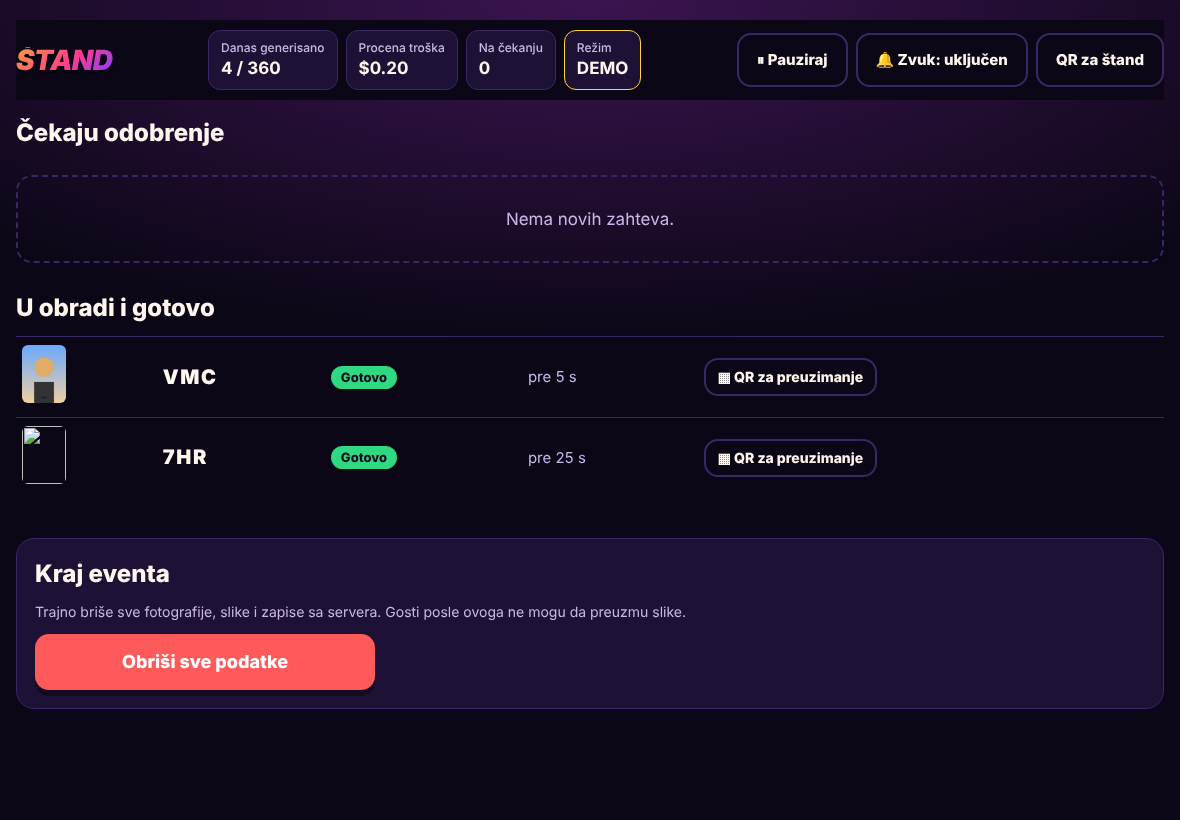 ŠTAND
Danas generisano
4 / 360
Procena troška
$0.20
Na čekanju
0
Režim
DEMO
Pauziraj
Zvuk: uključen
QR za štand
Čekaju odobrenje
Nema novih zahteva.
U obradi i gotovo
VMC
Gotovo
pre 5 s
QR za preuzimanje
7HR
Gotovo
pre 25 s
QR za preuzimanje
Kraj eventa
Trajno briše sve fotografije, slike i zapise sa servera. Gosti posle ovoga ne mogu da preuzmu slike.
Obriši sve podatke